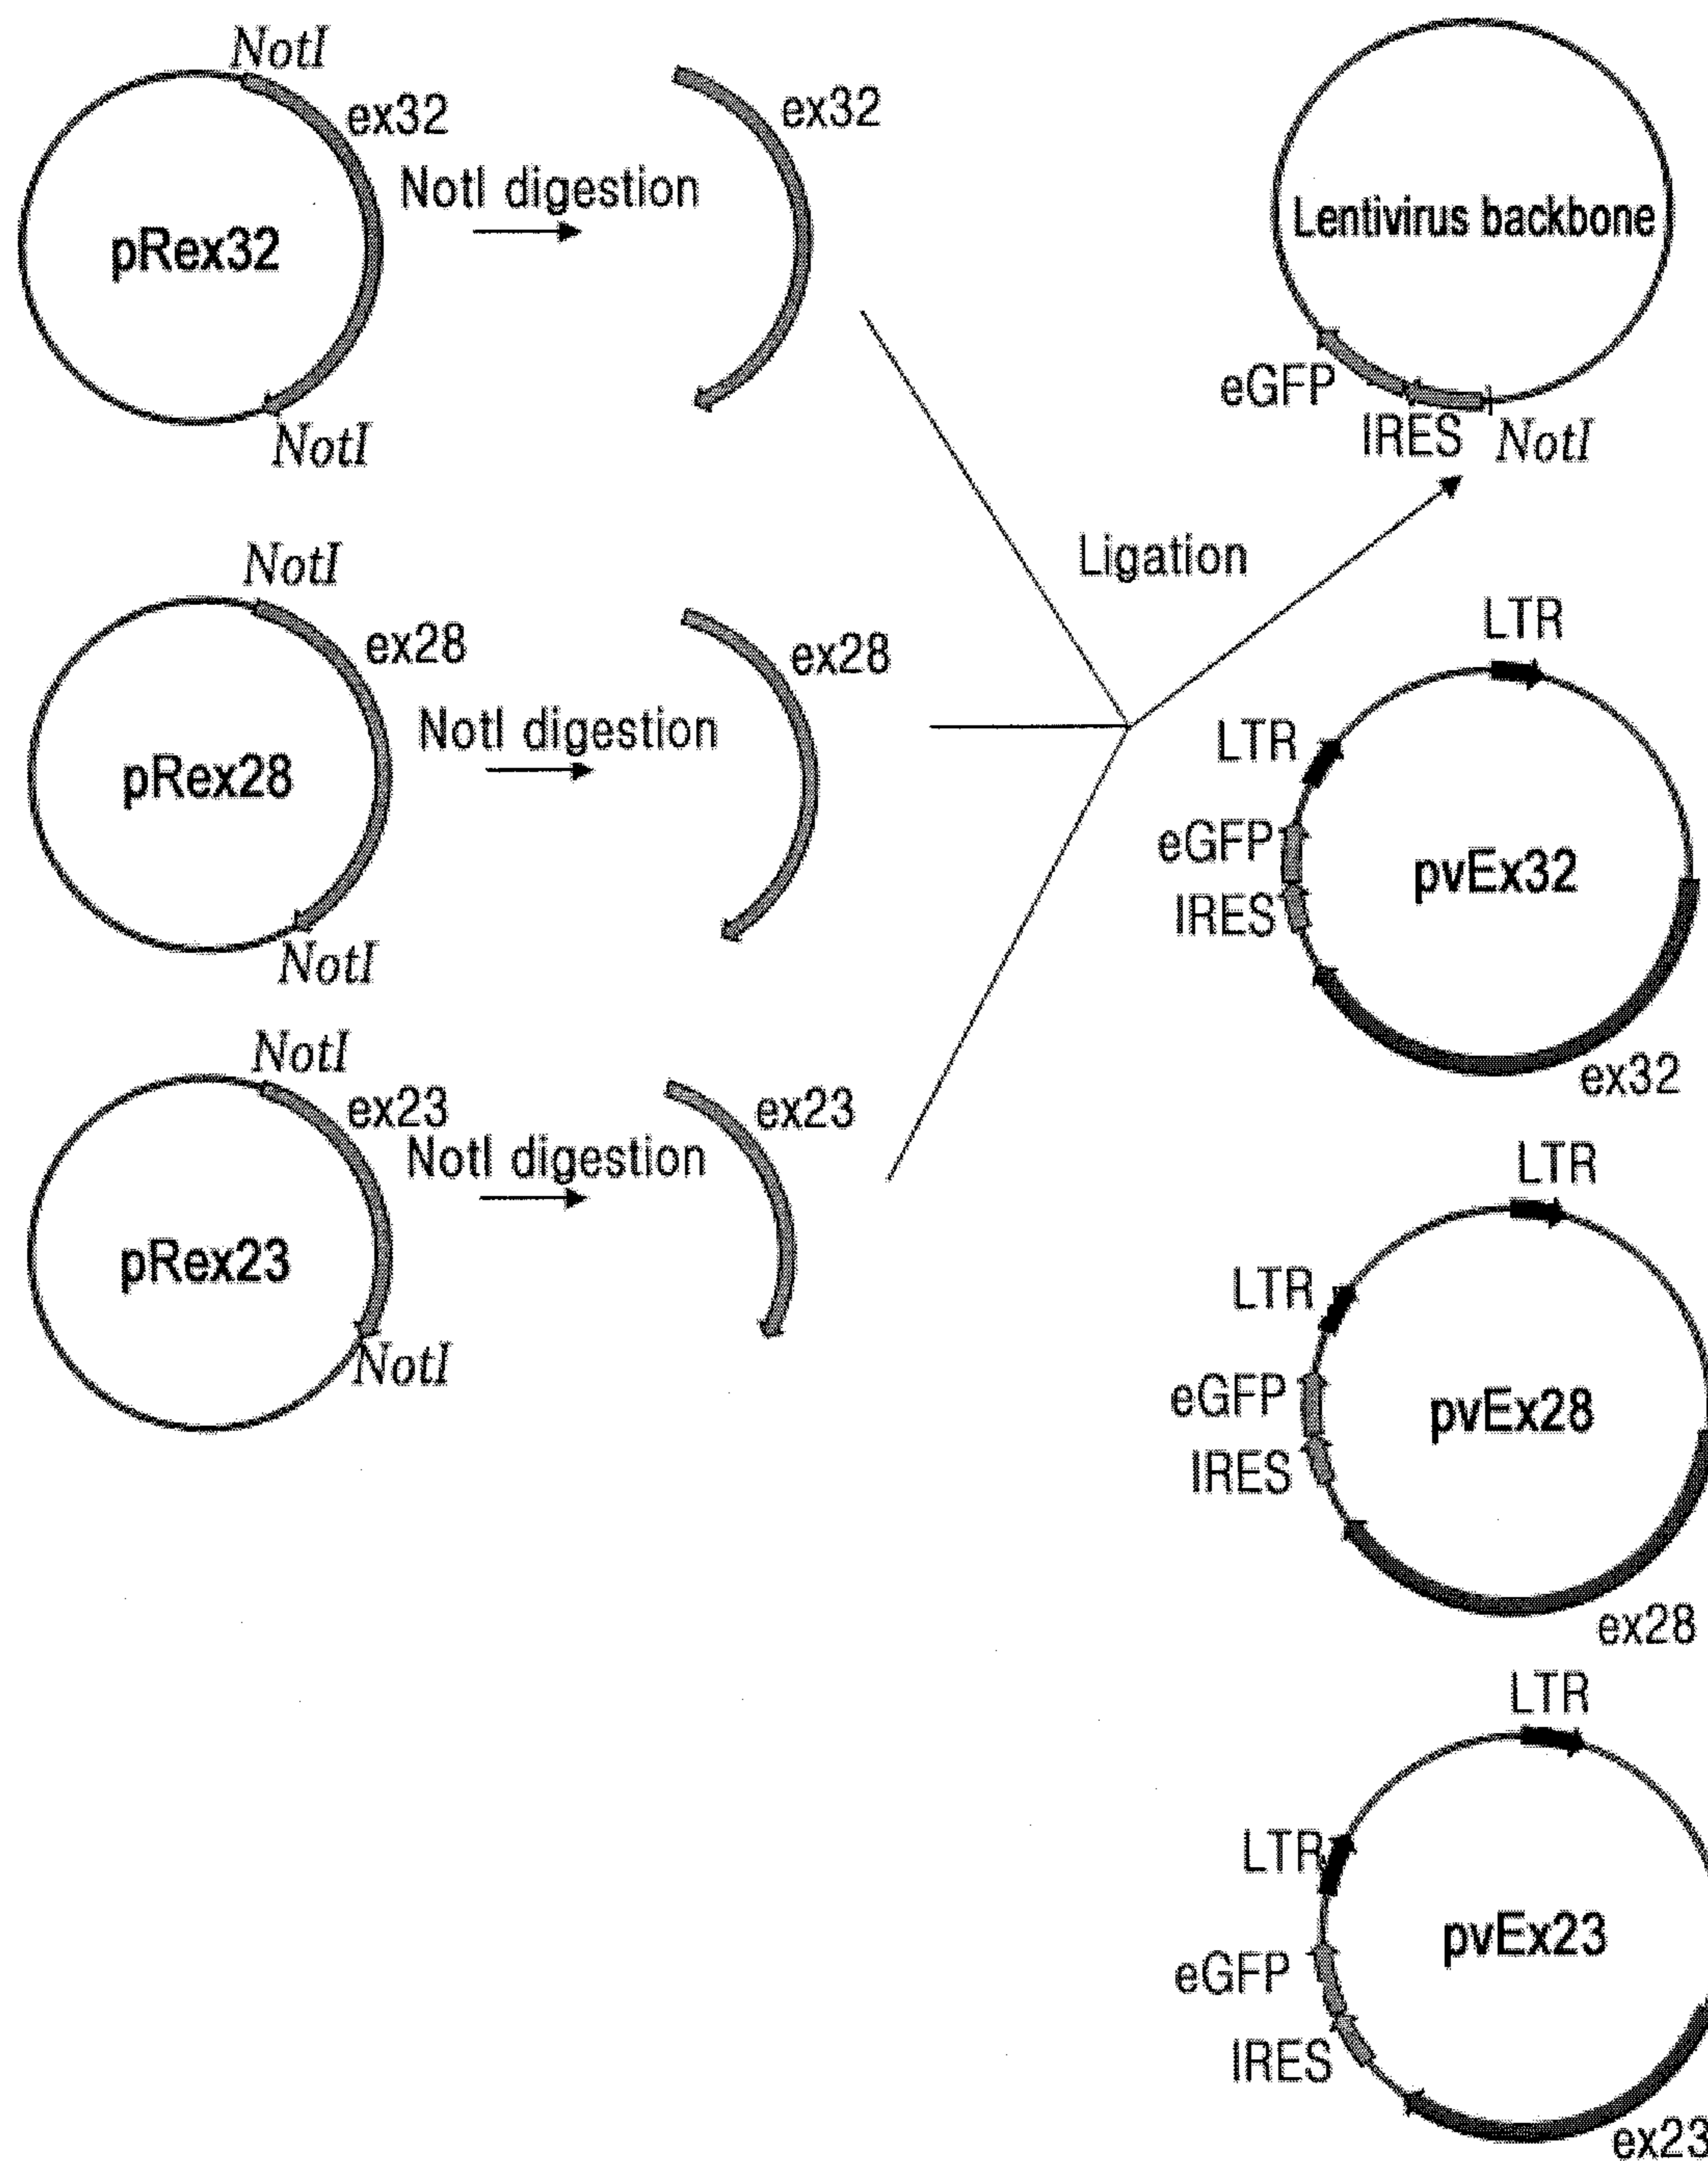 NotI
ex32
pRex32
NotI digestion
NotI
ex32
Lentivirus backbone
eGFP
IRES
NotI
NotI
ex28
pRex28
NotI digestion
NotI
ex28
Ligation
NotI
ex23
pRex23
NotI digestion
NotI
ex23
LTR
LTR
eGFP
IRES
pvEx32
ex32
LTR
LTR
eGFP
IRES
pvEx28
ex28
LTR
LTR
eGFP
IRES
pvEx23
ex23